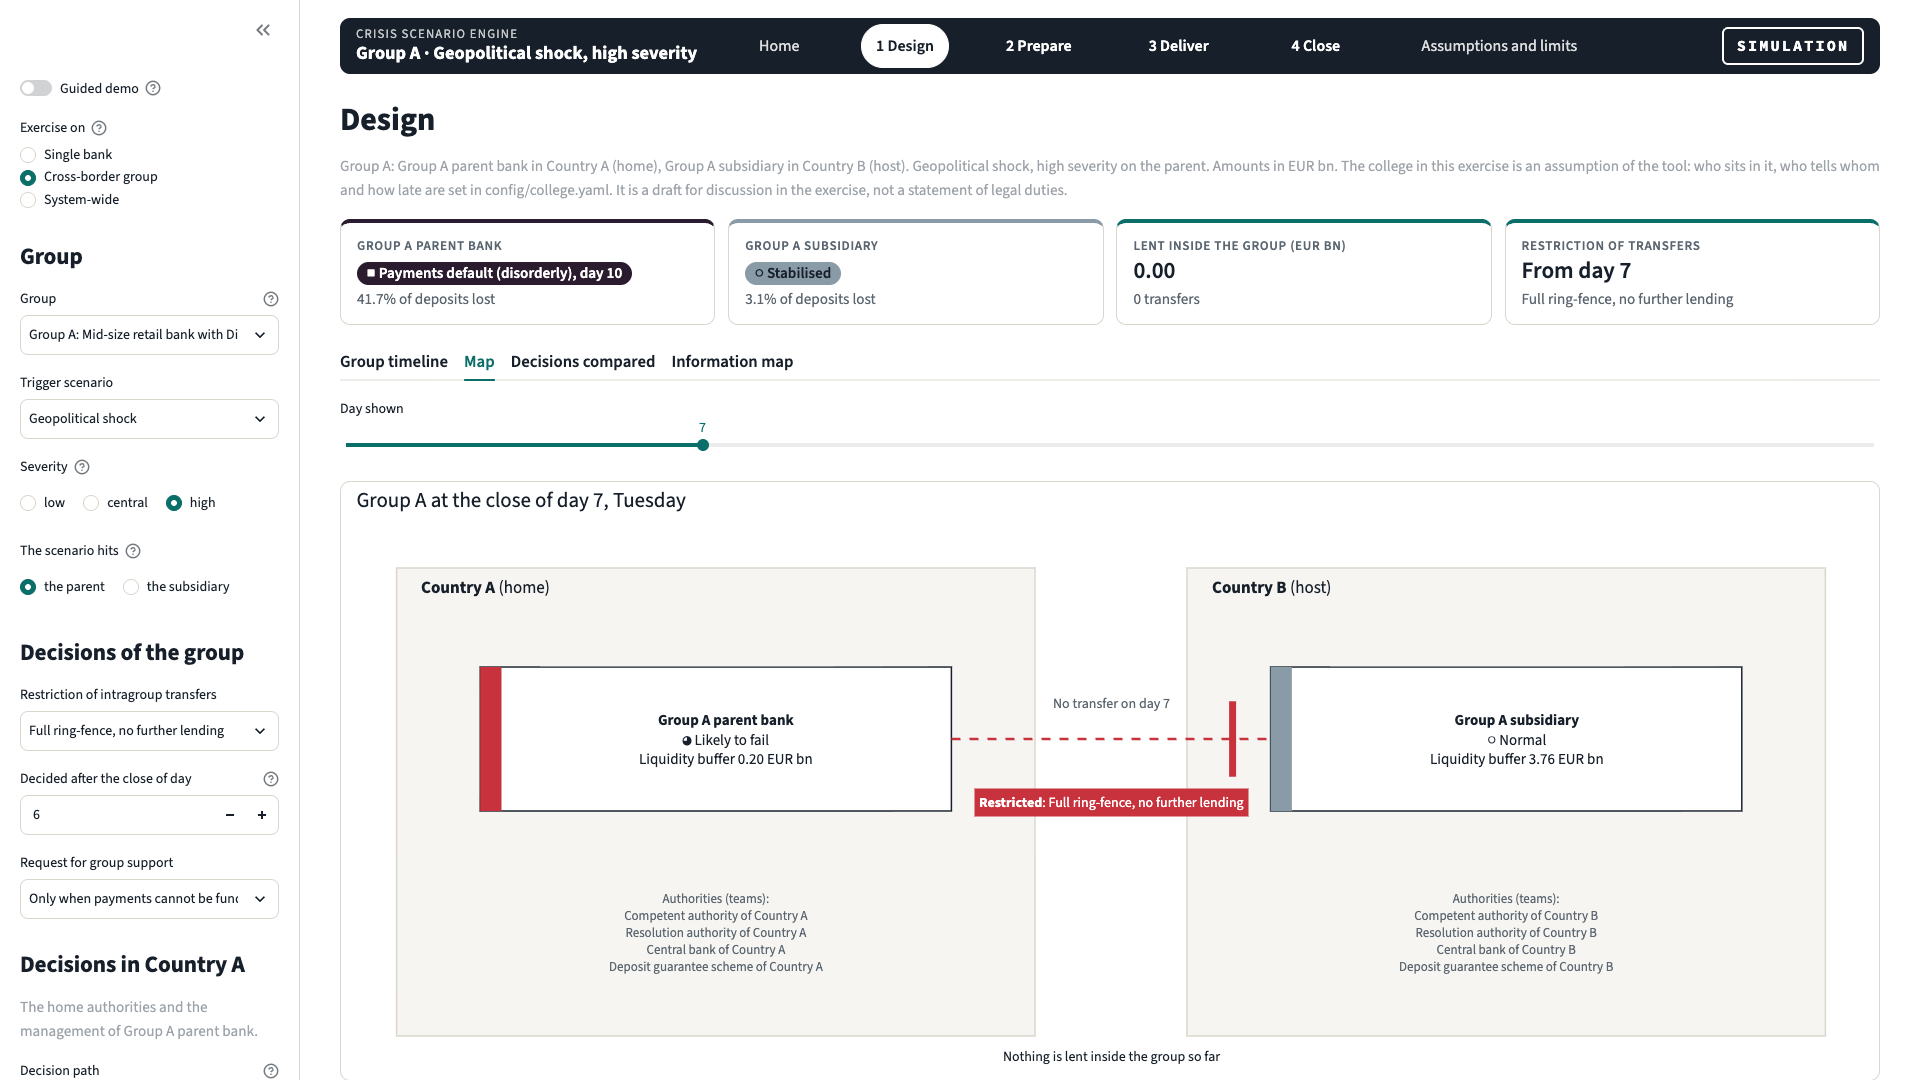 CRISIS SCENARIO ENGINE
Group A · Geopolitical shock, high severity
Home
1 Design
2 Prepare
3 Deliver
4 Close
Assumptions and limits
SIMULATION
Guided demo
Exercise on
Single bank
Cross-border group
System-wide
Group
Group
Group A: Mid-size retail bank with Di
Trigger scenario
Geopolitical shock
Severity
low
central
high
The scenario hits
the parent
the subsidiary
Decisions of the group
Restriction of intragroup transfers
Full ring-fence, no further lending
Decided after the close of day
6
Request for group support
Only when payments cannot be func
Decisions in Country A
The home authorities and the
management of Group A parent bank.
Decision path
Design
Group A: Group A parent bank in Country A (home), Group A subsidiary in Country B (host). Geopolitical shock, high severity on the parent. Amounts in EUR bn. The college in this exercise is an assumption of the tool: who sits in it, who tells whom
and how late are set in config/college.yaml. It is a draft for discussion in the exercise, not a statement of legal duties.
GROUP A PARENT BANK
Payments default (disorderly), day 10
41.7% of deposits lost
GROUP A SUBSIDIARY
Stabilised
3.1% of deposits lost
LENT INSIDE THE GROUP (EUR BN)
0.00
0 transfers
RESTRICTION OF TRANSFERS
From day 7
Full ring-fence, no further lending
Group timeline
Map
Decisions compared
Information map
Day shown
7
Group A at the close of day 7, Tuesday
Country A (home)
Group A parent bank
Likely to fail
Liquidity buffer 0.20 EUR bn
Authorities (teams):
Competent authority of Country A
Resolution authority of Country A
Central bank of Country A
Deposit guarantee scheme of Country A
No transfer on day 7
Restricted: Full ring-fence, no further lending
Country B (host)
Group A subsidiary
Normal
Liquidity buffer 3.76 EUR bn
Authorities (teams):
Competent authority of Country B
Resolution authority of Country B
Central bank of Country B
Deposit guarantee scheme of Country B
Nothing is lent inside the group so far